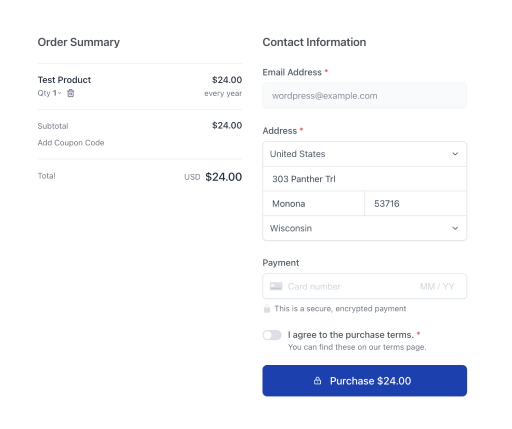 Order Summary
Test Product $24.00
Qty 1 every year
Subtotal $24.00
Add Coupon Code
Total USD $24.00
Contact Information
Email Address *
wordpress@example.com
Address *
United States
303 Panther Trl
Monona 53716
Wisconsin
Payment
Card number MM / YY
This is a secure, encrypted payment
I agree to the purchase terms. *
You can find these on our terms page.
Purchase $24.00